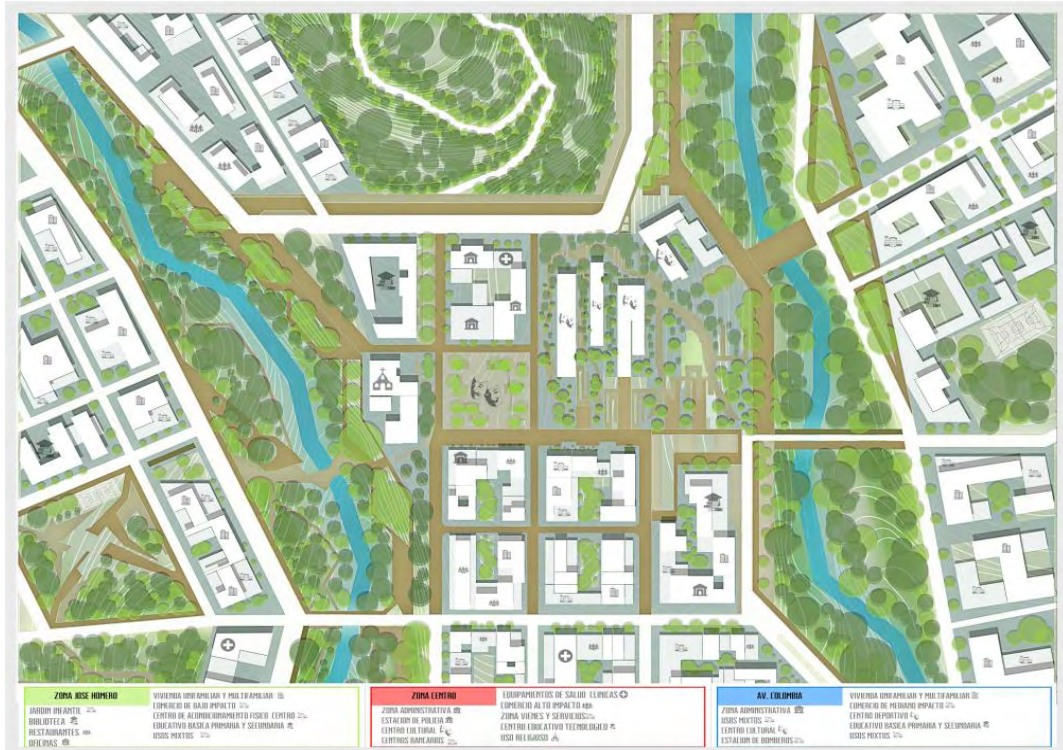 ZONA JOSE HOMERO
JARDIN INFANTIL
BIBLIOTECA
RESTAURANTES
OFICINAS
VIVIENDA UNIFAMILIAR Y MULTIFAMILIAR
COMERCIO DE BAJO IMPACTO
CENTRO DE ACONDICIONAMIENTO FISICO CENTRO
EDUCATIVO BASICA PRIMARIA Y SECUNDARIA
USOS MIXTOS
ZONA CENTRO
ZONA ADMINISTRATIVA
ESTACION DE POLICIA
CENTRO CULTURAL
CENTROS BANCARIOS
EQUIPAMIENTOS DE SALUD CLINICAS
COMERCIO ALTO IMPACTO
ZONA VIENES Y SERVICIOS
CENTRO EDUCATIVO TECNOLOGICO
USO RELIGIOSO
AV. COLOMBIA
ZONA ADMINISTRATIVA
USOS MIXTOS
CENTRO CULTURAL
ESTACION DE BOMBEROS
VIVIENDA UNIFAMILIAR Y MULTIFAMILIAR
COMERCIO DE MEDIANO IMPACTO
CENTRO DEPORTIVO
EDUCATIVO BASICA PRIMARIA Y SECUNDARIA
USOS MIXTOS